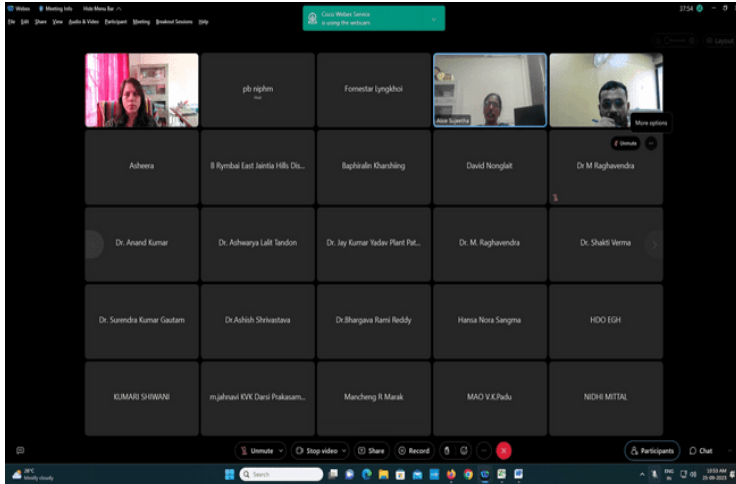 Webex Meeting Info Hide Menu Bar
File Edit Share View Audio & Video Participant Meeting Breakout Sessions Help
Cisco Webex Service
is using the webcam
37:54
Layout
pb niphm
Host
Fornestar Lyngkhoi
Alice Sujeetha
More options
Unmute
Asheera
B Rymbai East Jaintia Hills Dis...
Baphiralin Kharshiing
David Nonglait
Dr M Raghavendra
Dr. Anand Kumar
Dr. Ashwarya Lalit Tandon
Dr. Jay Kumar Yadav Plant Pat...
Dr. M. Raghavendra
Dr. Shakti Verma
Dr. Surendra Kumar Gautam
Dr.Ashish Shrivastava
Dr.Bhargava Rami Reddy
Hansa Nora Sangma
HDO EGH
KUMARI SHIWANI
m.jahnavi KVK Darsi Prakasam...
Mancheng R Marak
MAO V.K.Padu
NIDHI MITTAL
Unmute Stop video Share Record
Participants Chat
28°C
Mostly cloudy
Search
ENG
IN
10:53 AM